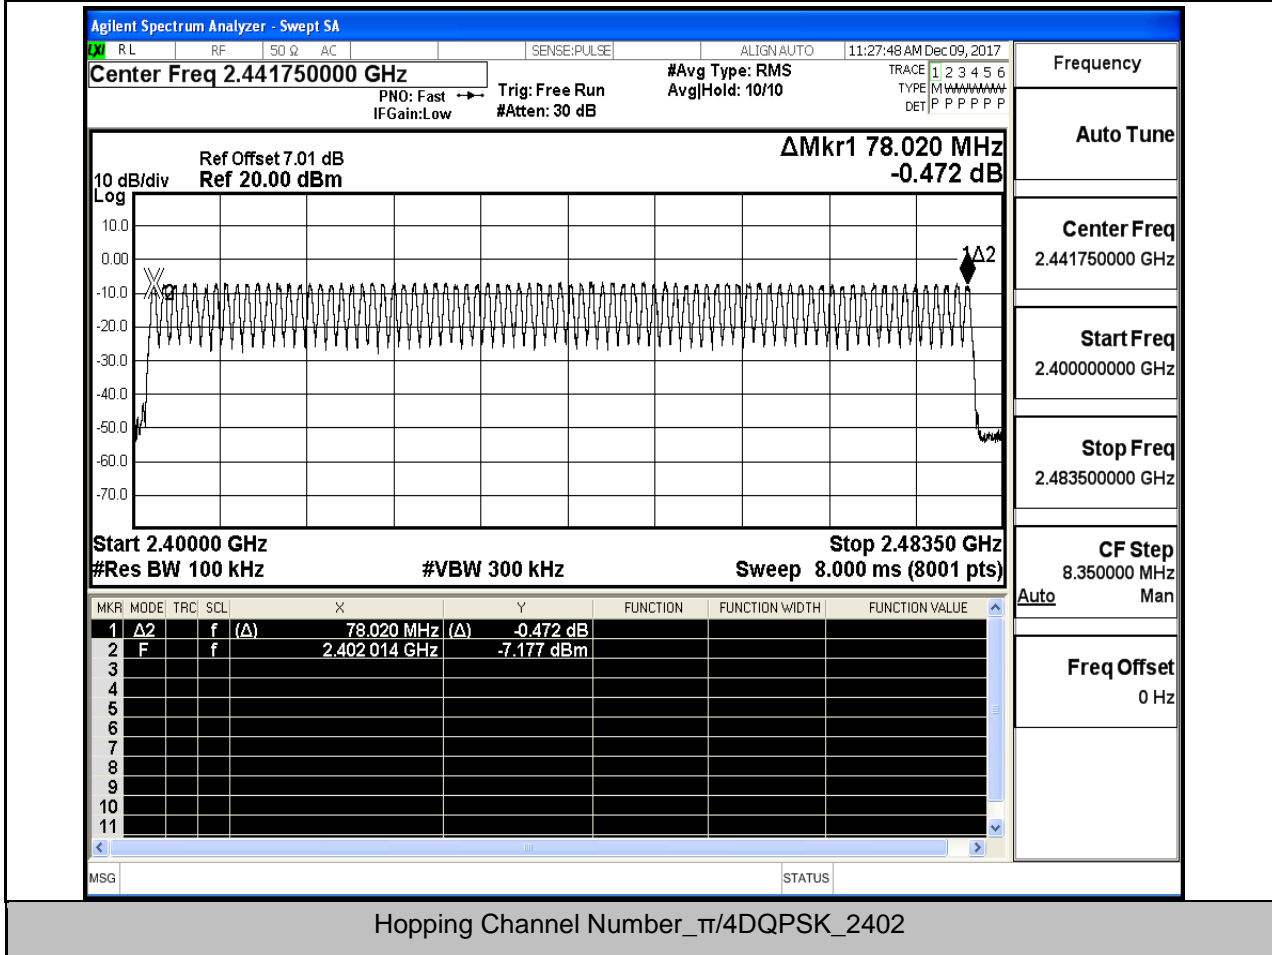 Agilent Spectrum Analyzer - Swept SA
LXI RL RF 50 Ω AC SENSE:PULSE ALIGN AUTO 11:27:48 AM Dec 09, 2017
Center Freq 2.441750000 GHz
PNO: Fast
IFGain:Low
Trig: Free Run
#Atten: 30 dB
#Avg Type: RMS
Avg|Hold: 10/10
TRACE 1 2 3 4 5 6
TYPE M WWWWW
DET P P P P P P
Frequency
Auto Tune
Center Freq
2.441750000 GHz
Start Freq
2.400000000 GHz
Stop Freq
2.483500000 GHz
CF Step
8.350000 MHz
Auto Man
Freq Offset
0 Hz
ΔMkr1 78.020 MHz
-0.472 dB
Ref Offset 7.01 dB
10 dB/div Ref 20.00 dBm
Log
10.0
0.00
-10.0
-20.0
-30.0
-40.0
-50.0
-60.0
-70.0
1Δ2
2
Start 2.40000 GHz Stop 2.48350 GHz
#Res BW 100 kHz #VBW 300 kHz Sweep 8.000 ms (8001 pts)
MKR MODE TRC SCL X Y FUNCTION FUNCTION WIDTH FUNCTION VALUE
1 Δ2 f (Δ) 78.020 MHz (Δ) -0.472 dB
2 F f 2.402 014 GHz -7.177 dBm
3
4
5
6
7
8
9
10
11
MSG STATUS
Hopping Channel Number_π/4DQPSK_2402